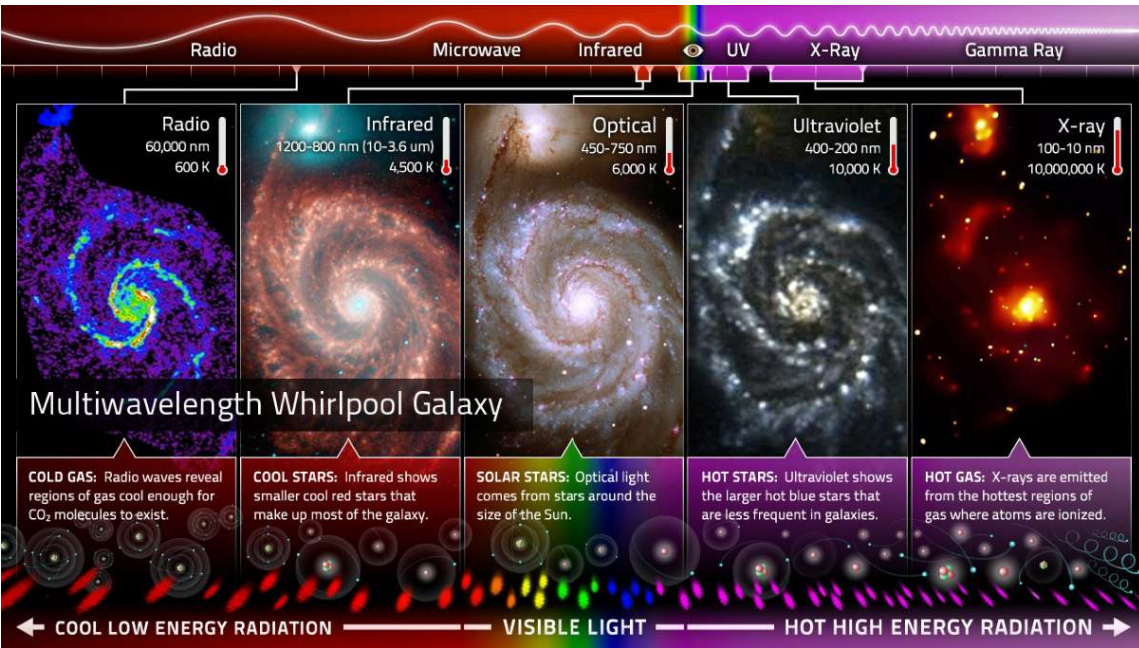 Radio
Microwave
Infrared
UV
X-Ray
Gamma Ray
Radio
60,000 nm
600 K
Infrared
1200-800 nm (10-3.6 um)
4,500 K
Optical
450-750 nm
6,000 K
Ultraviolet
400-200 nm
10,000 K
X-ray
100-10 nm
10,000,000 K
Multiwavelength Whirlpool Galaxy
COLD GAS: Radio waves reveal
regions of gas cool enough for
CO₂ molecules to exist.
COOL STARS: Infrared shows
smaller cool red stars that
make up most of the galaxy.
SOLAR STARS: Optical light
comes from stars around the
size of the Sun.
HOT STARS: Ultraviolet shows
the larger hot blue stars that
are less frequent in galaxies.
HOT GAS: X-rays are emitted
from the hottest regions of
gas where atoms are ionized.
COOL LOW ENERGY RADIATION
VISIBLE LIGHT
HOT HIGH ENERGY RADIATION